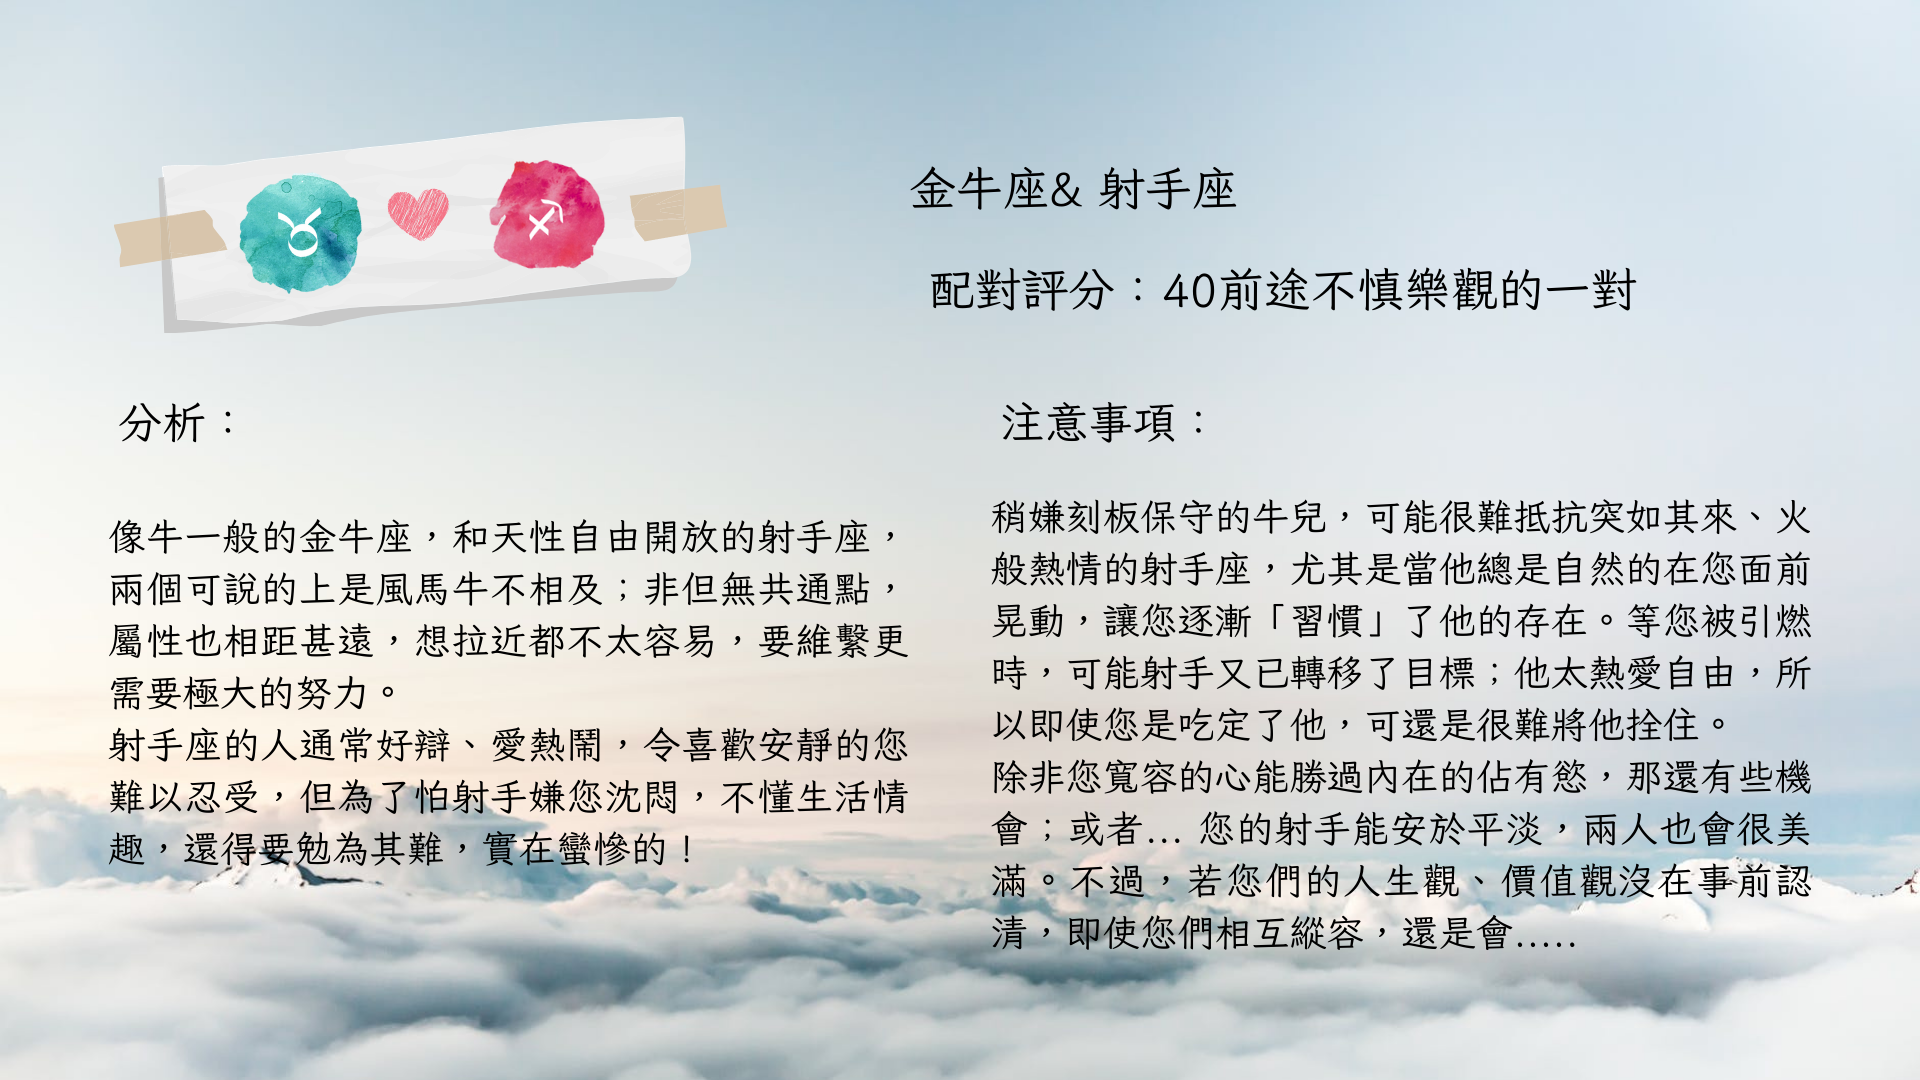 金牛座& 射手座
配對評分：40前途不慎樂觀的一對
分析：
像牛一般的金牛座，和天性自由開放的射手座，
兩個可說的上是風馬牛不相及；非但無共通點，
屬性也相距甚遠，想拉近都不太容易，要維繫更
需要極大的努力。
射手座的人通常好辯、愛熱鬧，令喜歡安靜的您
難以忍受，但為了怕射手嫌您沈悶，不懂生活情
趣，還得要勉為其難，實在蠻慘的！
注意事項：
稍嫌刻板保守的牛兒，可能很難抵抗突如其來、火
般熱情的射手座，尤其是當他總是自然的在您面前
晃動，讓您逐漸「習慣」了他的存在。等您被引燃
時，可能射手又已轉移了目標；他太熱愛自由，所
以即使您是吃定了他，可還是很難將他拴住。
除非您寬容的心能勝過內在的佔有慾，那還有些機
會；或者... 您的射手能安於平淡，兩人也會很美
滿。不過，若您們的人生觀、價值觀沒在事前認
清，即使您們相互縱容，還是會.....